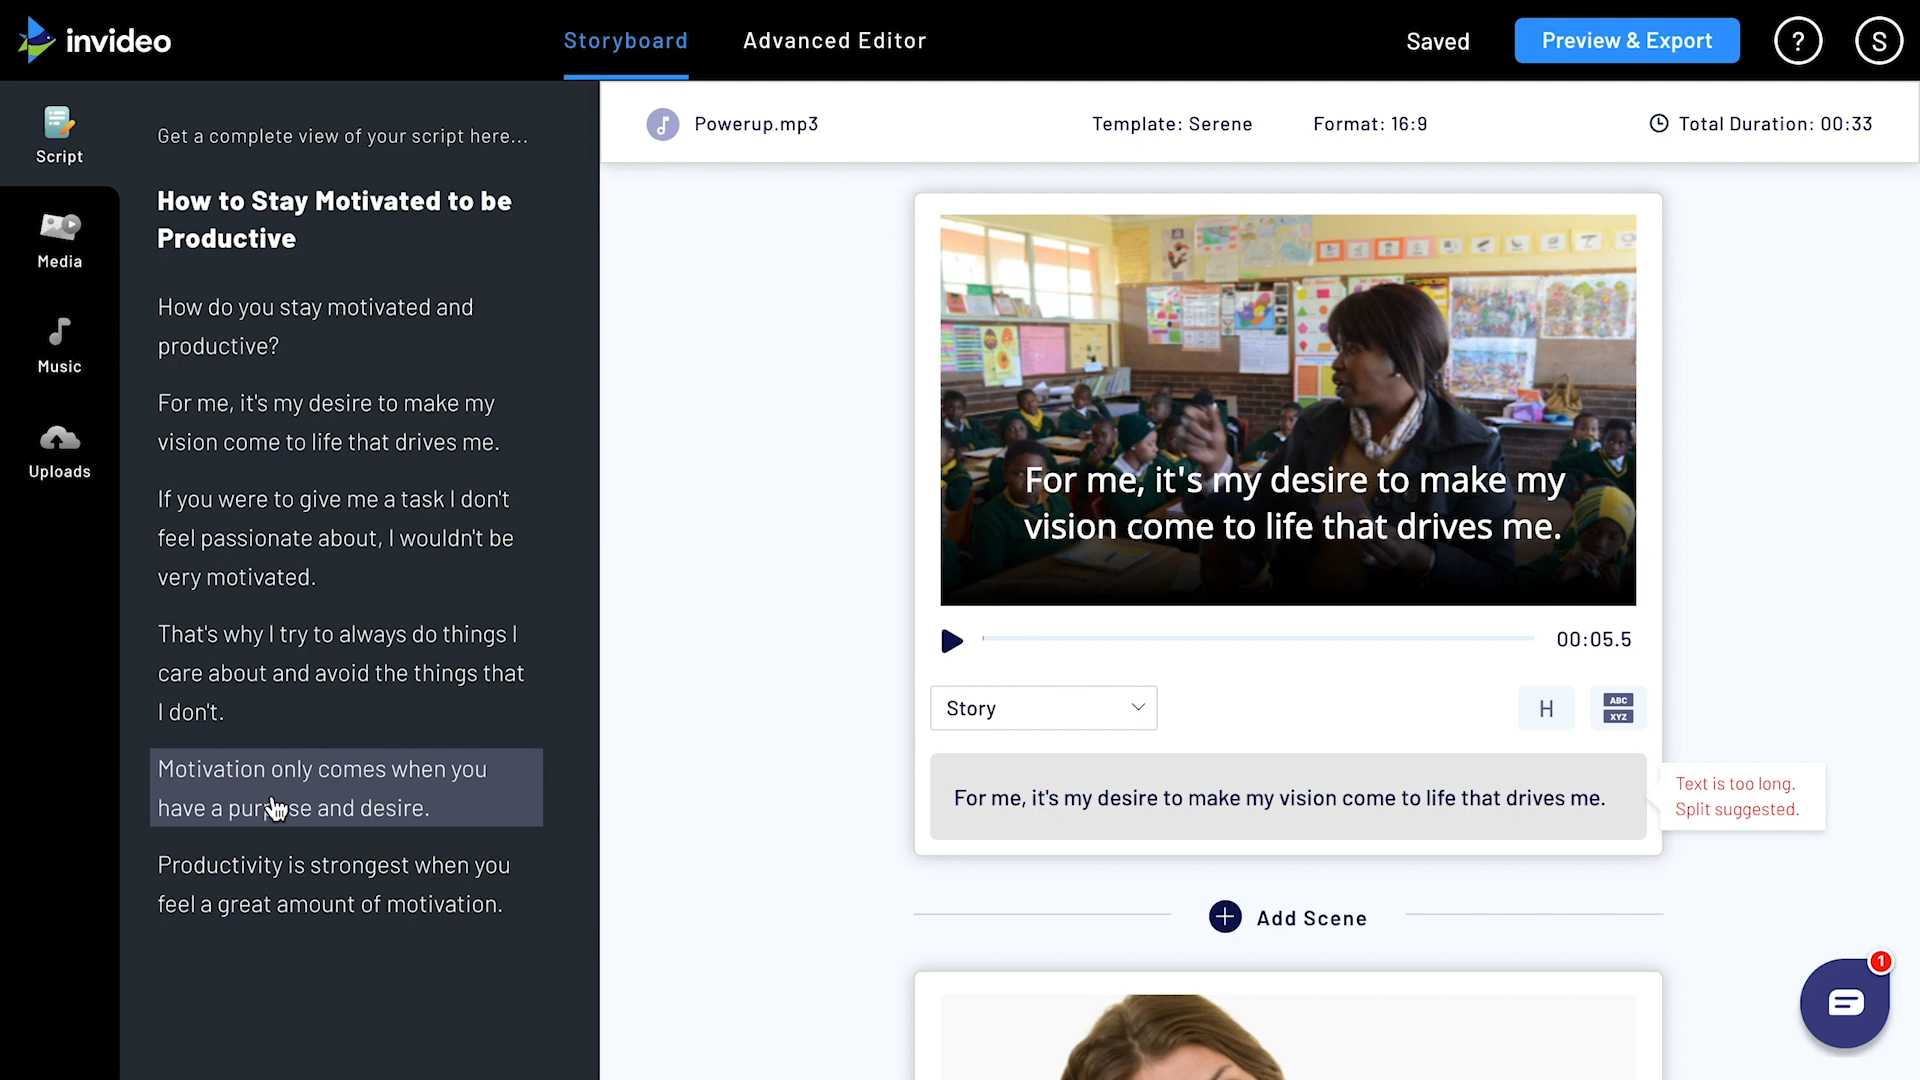 invideo
Storyboard
Advanced Editor
Saved
Preview & Export
?
S
Script
Media
Music
Uploads
Get a complete view of your script here...
How to Stay Motivated to be
Productive
How do you stay motivated and
productive?
For me, it's my desire to make my
vision come to life that drives me.
If you were to give me a task I don't
feel passionate about, I wouldn't be
very motivated.
That's why I try to always do things I
care about and avoid the things that
I don't.
Motivation only comes when you
have a purpose and desire.
Productivity is strongest when you
feel a great amount of motivation.
Powerup.mp3
Template: Serene
Format: 16:9
Total Duration: 00:33
For me, it's my desire to make my
vision come to life that drives me.
00:05.5
Story
H
ABC
XYZ
For me, it's my desire to make my vision come to life that drives me.
Text is too long.
Split suggested.
Add Scene
1